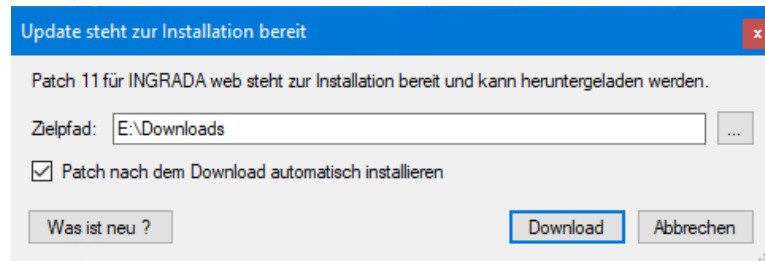 Update steht zur Installation bereit
x
Patch 11 für INGRADA web steht zur Installation bereit und kann heruntergeladen werden.
Zielpfad: E:\Downloads ...
Patch nach dem Download automatisch installieren
Was ist neu ? Download Abbrechen